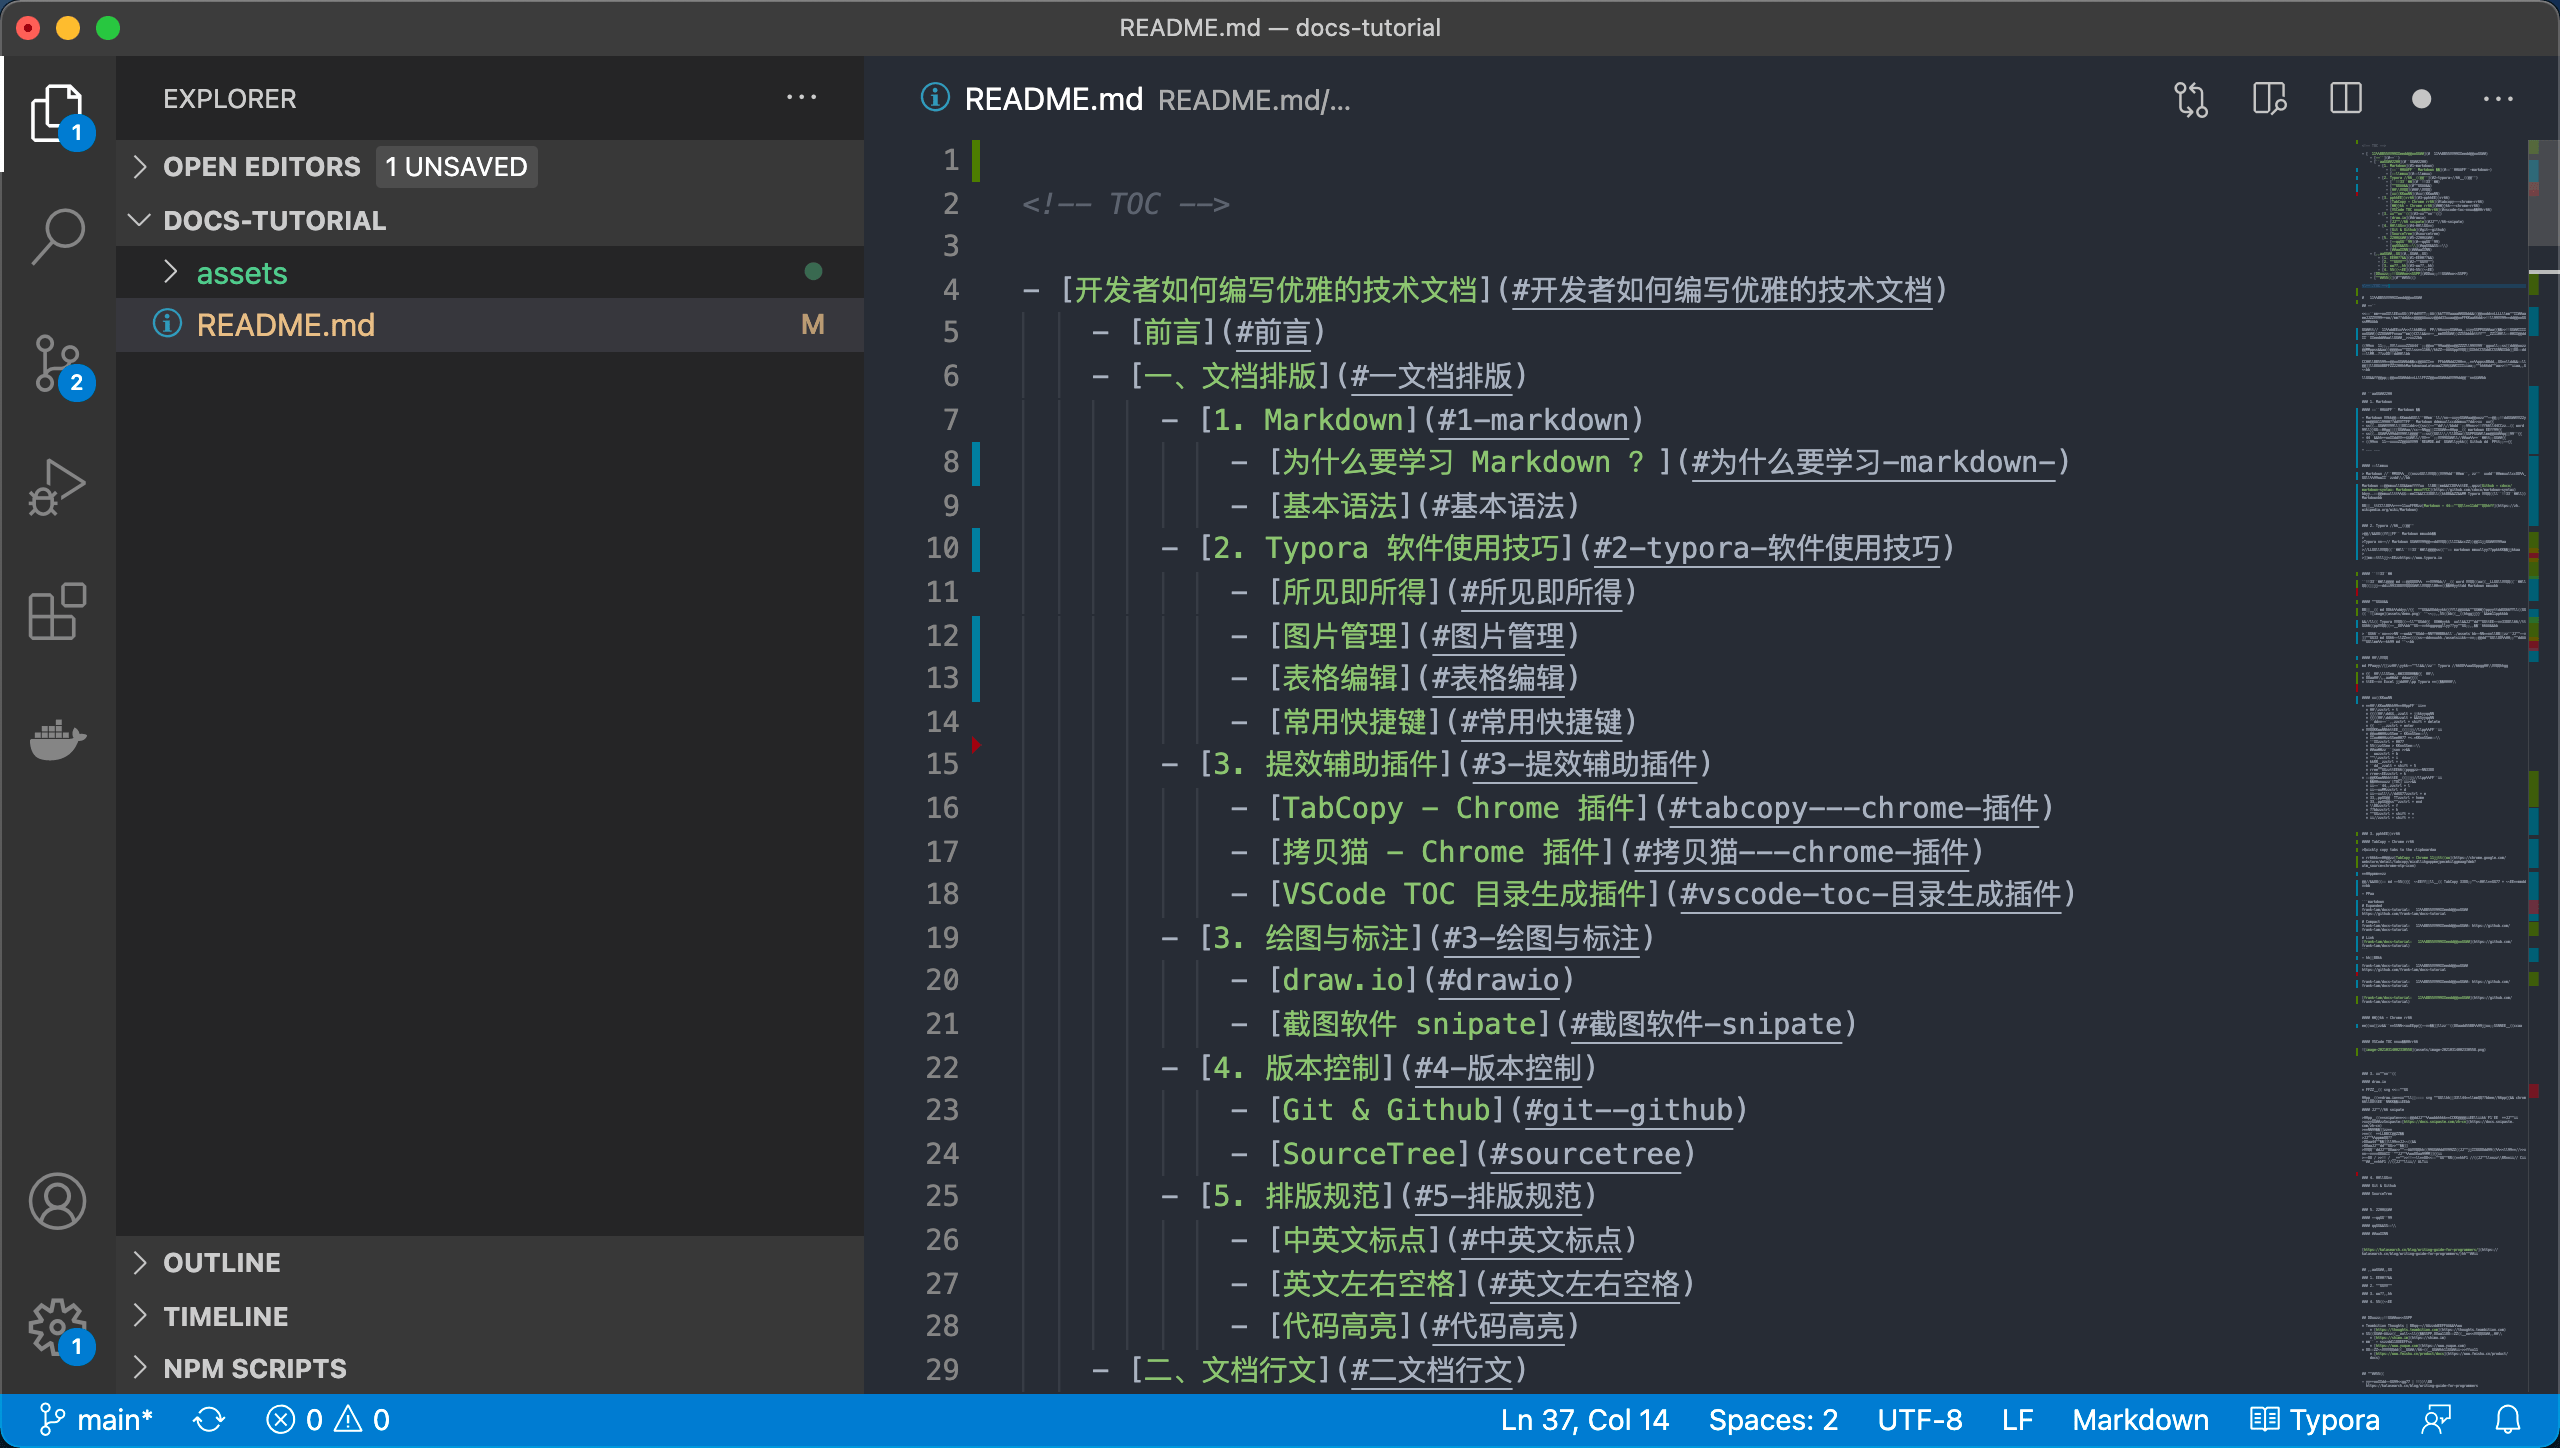 README.md — docs-tutorial
EXPLORER
1
OPEN EDITORS 1 UNSAVED
DOCS-TUTORIAL
assets
README.md M
2
OUTLINE
TIMELINE
NPM SCRIPTS
1
README.md README.md/...
1
2 <!-- TOC -->
3
4 - [开发者如何编写优雅的技术文档](#开发者如何编写优雅的技术文档)
5 - [前言](#前言)
6 - [一、文档排版](#一文档排版)
7 - [1. Markdown](#1-markdown)
8 - [为什么要学习 Markdown ？](#为什么要学习-markdown-)
9 - [基本语法](#基本语法)
10 - [2. Typora 软件使用技巧](#2-typora-软件使用技巧)
11 - [所见即所得](#所见即所得)
12 - [图片管理](#图片管理)
13 - [表格编辑](#表格编辑)
14 - [常用快捷键](#常用快捷键)
15 - [3. 提效辅助插件](#3-提效辅助插件)
16 - [TabCopy - Chrome 插件](#tabcopy---chrome-插件)
17 - [拷贝猫 - Chrome 插件](#拷贝猫---chrome-插件)
18 - [VSCode TOC 目录生成插件](#vscode-toc-目录生成插件)
19 - [3. 绘图与标注](#3-绘图与标注)
20 - [draw.io](#drawio)
21 - [截图软件 snipate](#截图软件-snipate)
22 - [4. 版本控制](#4-版本控制)
23 - [Git & Github](#git--github)
24 - [SourceTree](#sourcetree)
25 - [5. 排版规范](#5-排版规范)
26 - [中英文标点](#中英文标点)
27 - [英文左右空格](#英文左右空格)
28 - [代码高亮](#代码高亮)
29 - [二、文档行文](#二文档行文)
main* 0 0 Ln 37, Col 14 Spaces: 2 UTF-8 LF Markdown Typora